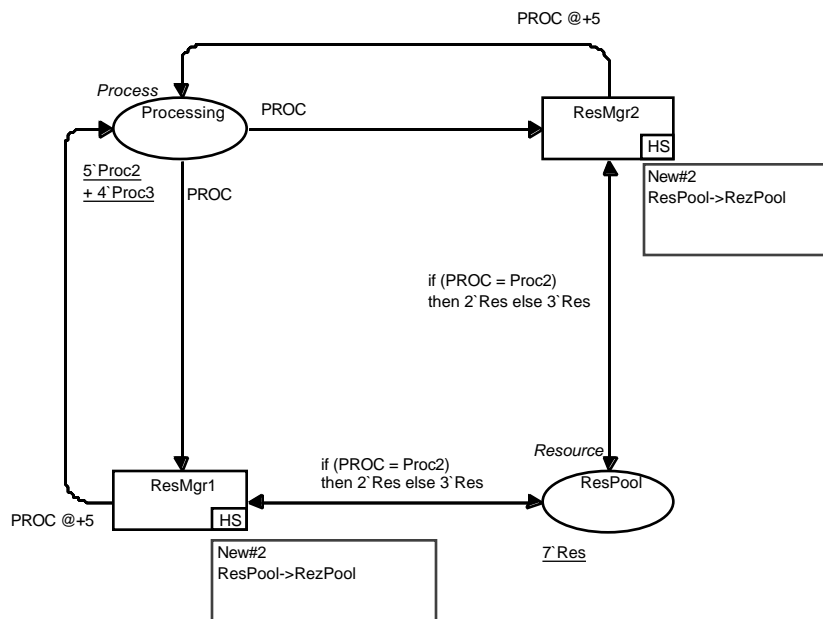 PROC @+5
Process
Processing
PROC
ResMgr2
HS
5`Proc2
+ 4`Proc3
PROC
New#2
ResPool->RezPool
if (PROC = Proc2)
then 2`Res else 3`Res
Resource
ResPool
if (PROC = Proc2)
then 2`Res else 3`Res
ResMgr1
HS
PROC @+5
7`Res
New#2
ResPool->RezPool